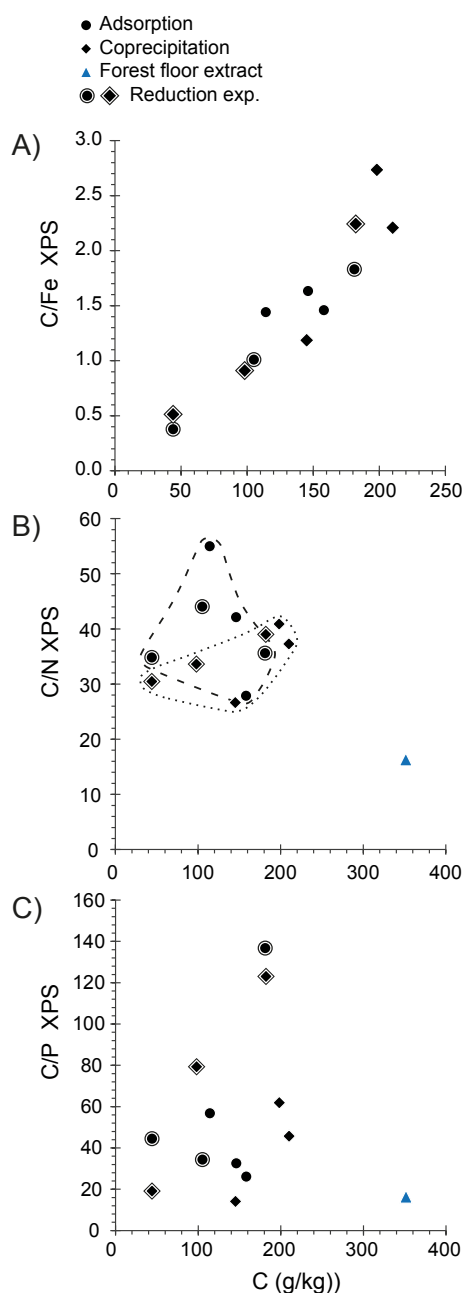 Adsorption
Coprecipitation
Forest floor extract
Reduction exp.
A)
3.0
2.5
2.0
1.5
1.0
0.5
0.0
C/Fe XPS
0 50 100 150 200 250
B)
60
50
40
30
20
10
0
C/N XPS
0 100 200 300 400
C)
160
140
120
100
80
60
40
20
0
C/P XPS
0 100 200 300 400
C (g/kg))